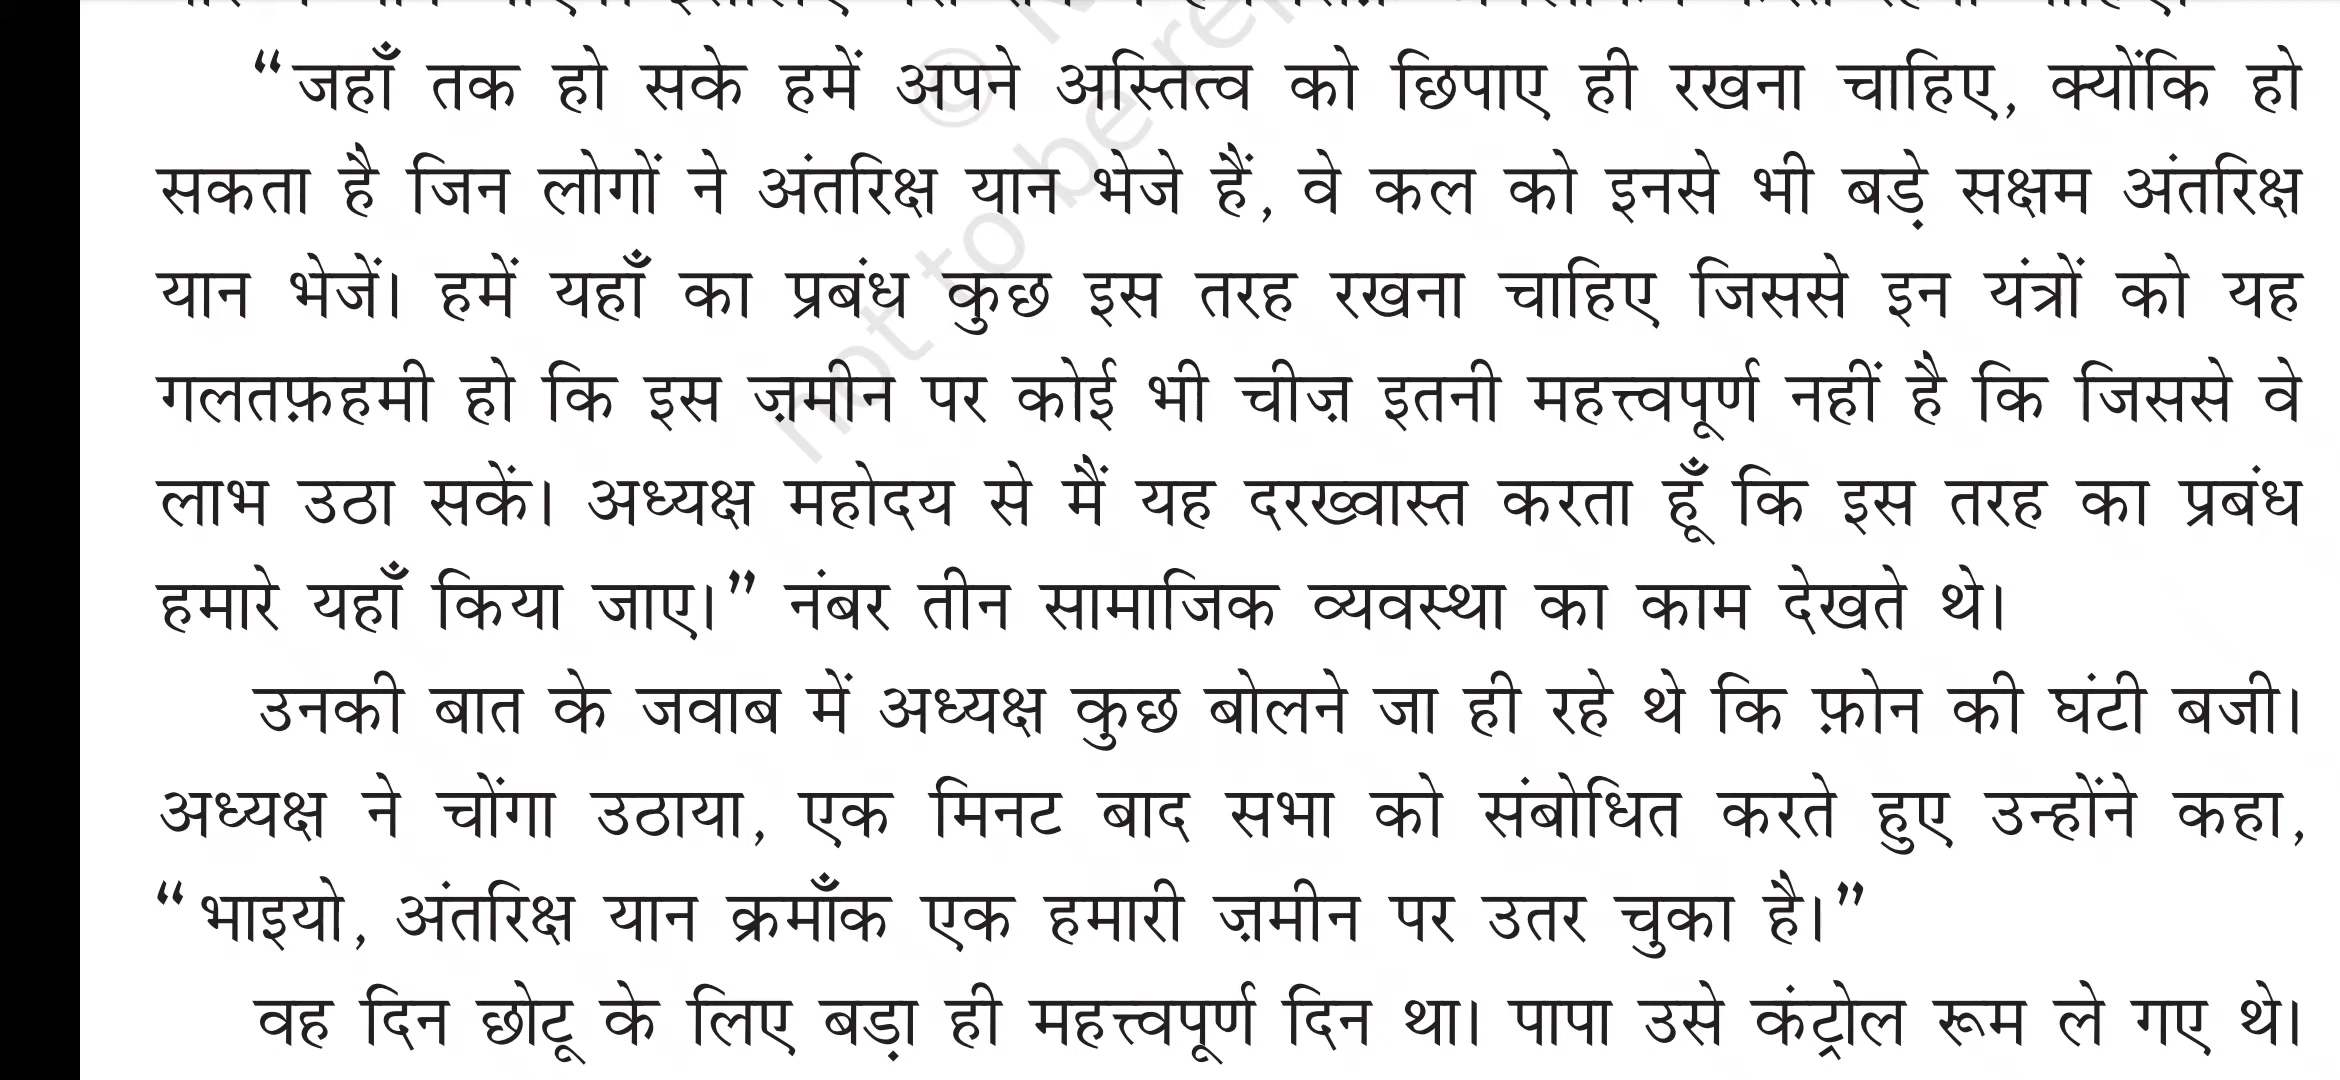 “जहाँ तक हो सके हमें अपने अस्तित्व को छिपाए ही रखना चाहिए, क्योंकि हो
सकता है जिन लोगों ने अंतरिक्ष यान भेजे हैं, वे कल को इनसे भी बड़े सक्षम अंतरिक्ष
यान भेजें। हमें यहाँ का प्रबंध कुछ इस तरह रखना चाहिए जिससे इन यंत्रों को यह
गलतफ़हमी हो कि इस ज़मीन पर कोई भी चीज़ इतनी महत्त्वपूर्ण नहीं है कि जिससे वे
लाभ उठा सकें। अध्यक्ष महोदय से मैं यह दरख्वास्त करता हूँ कि इस तरह का प्रबंध
हमारे यहाँ किया जाए।” नंबर तीन सामाजिक व्यवस्था का काम देखते थे।
उनकी बात के जवाब में अध्यक्ष कुछ बोलने जा ही रहे थे कि फ़ोन की घंटी बजी।
अध्यक्ष ने चोंगा उठाया, एक मिनट बाद सभा को संबोधित करते हुए उन्होंने कहा,
“भाइयो, अंतरिक्ष यान क्रमाँक एक हमारी ज़मीन पर उतर चुका है।”
वह दिन छोटू के लिए बड़ा ही महत्त्वपूर्ण दिन था। पापा उसे कंट्रोल रूम ले गए थे।
©
not to be